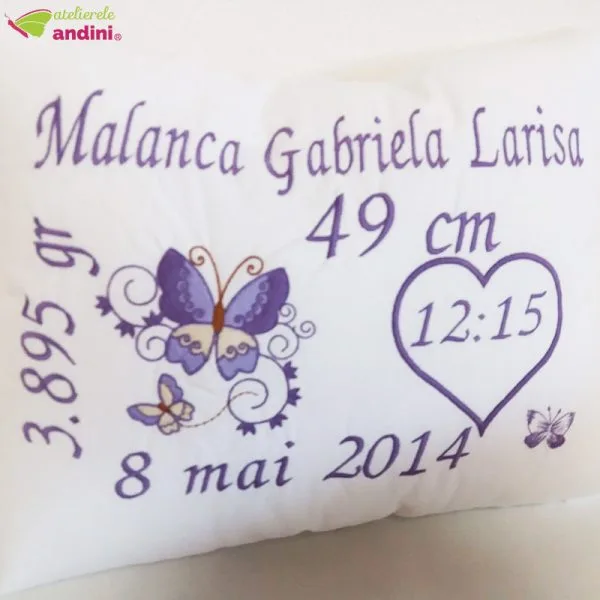 atelierele
andini®
Malanca Gabriela Larisa
49 cm
3.895 gr
12:15
8 mai 2014